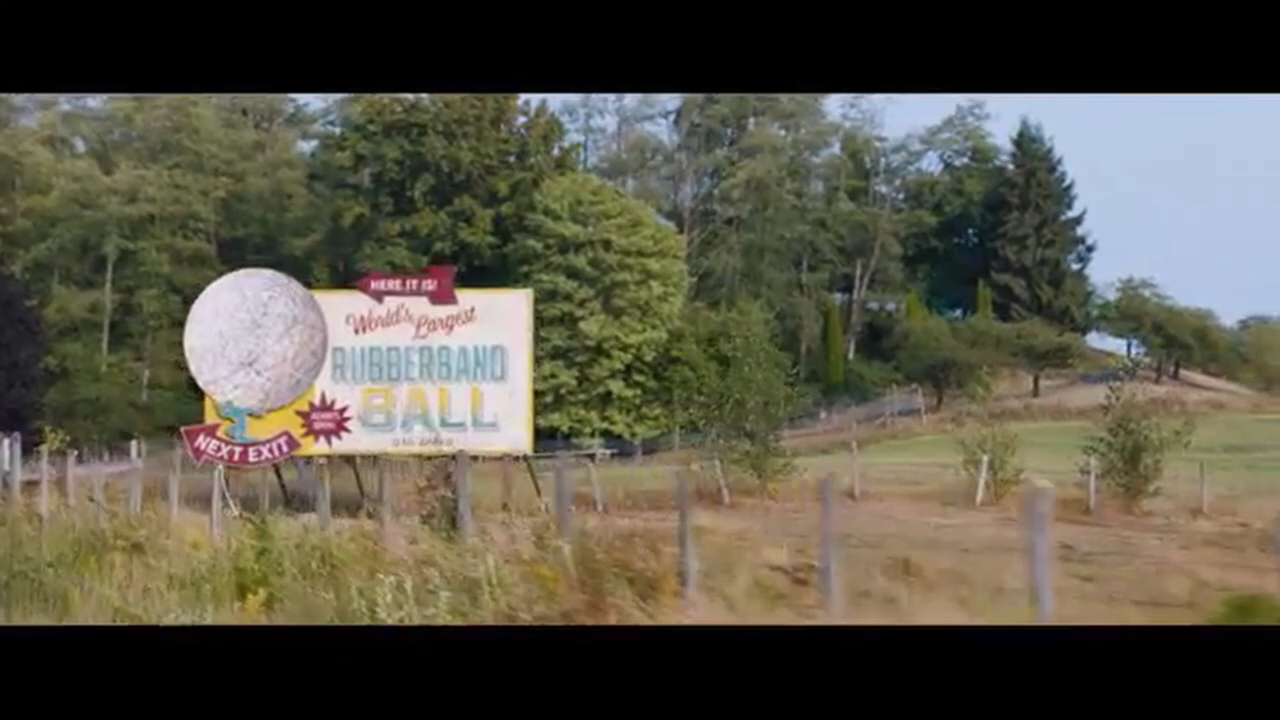 HERE IT IS!
World's Largest
RUBBERBAND
BALL
NEXT EXIT